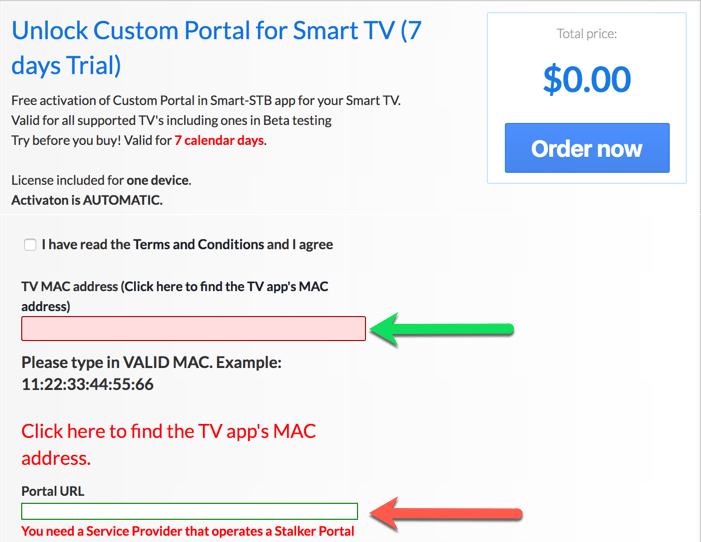 Unlock Custom Portal for Smart TV (7
days Trial)
Total price:
$0.00
Order now
Free activation of Custom Portal in Smart-STB app for your Smart TV.
Valid for all supported TV's including ones in Beta testing
Try before you buy! Valid for 7 calendar days.
License included for one device.
Activaton is AUTOMATIC.
I have read the Terms and Conditions and I agree
TV MAC address (Click here to find the TV app's MAC
address)
Please type in VALID MAC. Example:
11:22:33:44:55:66
Click here to find the TV app's MAC
address.
Portal URL
You need a Service Provider that operates a Stalker Portal